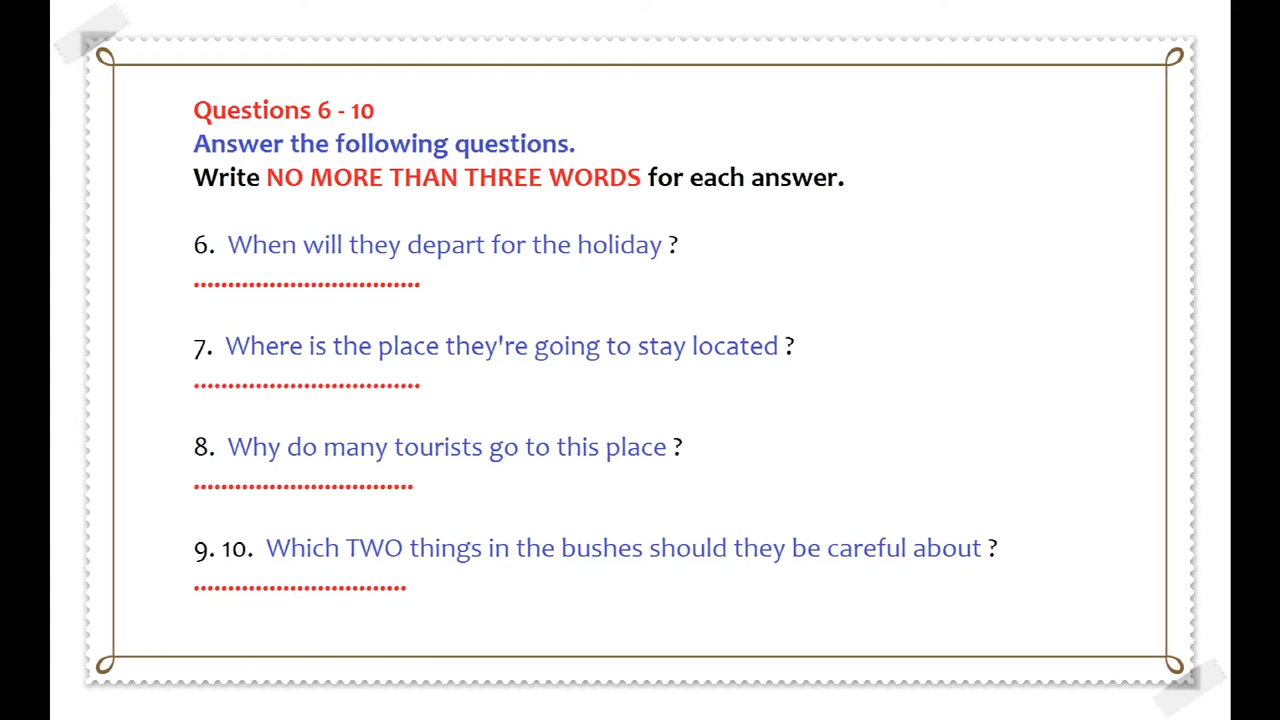 Questions 6 - 10
Answer the following questions.
Write NO MORE THAN THREE WORDS for each answer.
6. When will they depart for the holiday ?
.................................
7. Where is the place they're going to stay located ?
.................................
8. Why do many tourists go to this place ?
................................
9. 10. Which TWO things in the bushes should they be careful about ?
...............................